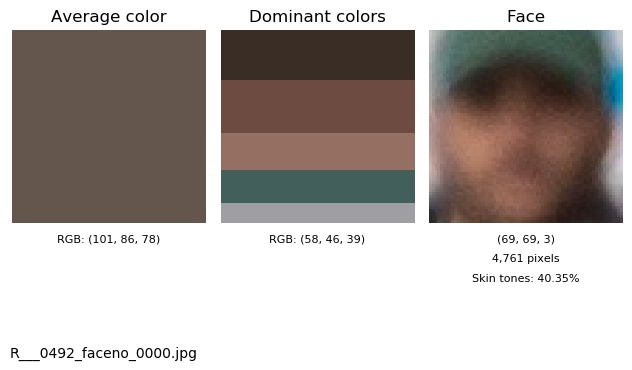 Average color
Dominant colors
Face
RGB: (101, 86, 78)
RGB: (58, 46, 39)
(69, 69, 3)
4,761 pixels
Skin tones: 40.35%
R___0492_faceno_0000.jpg